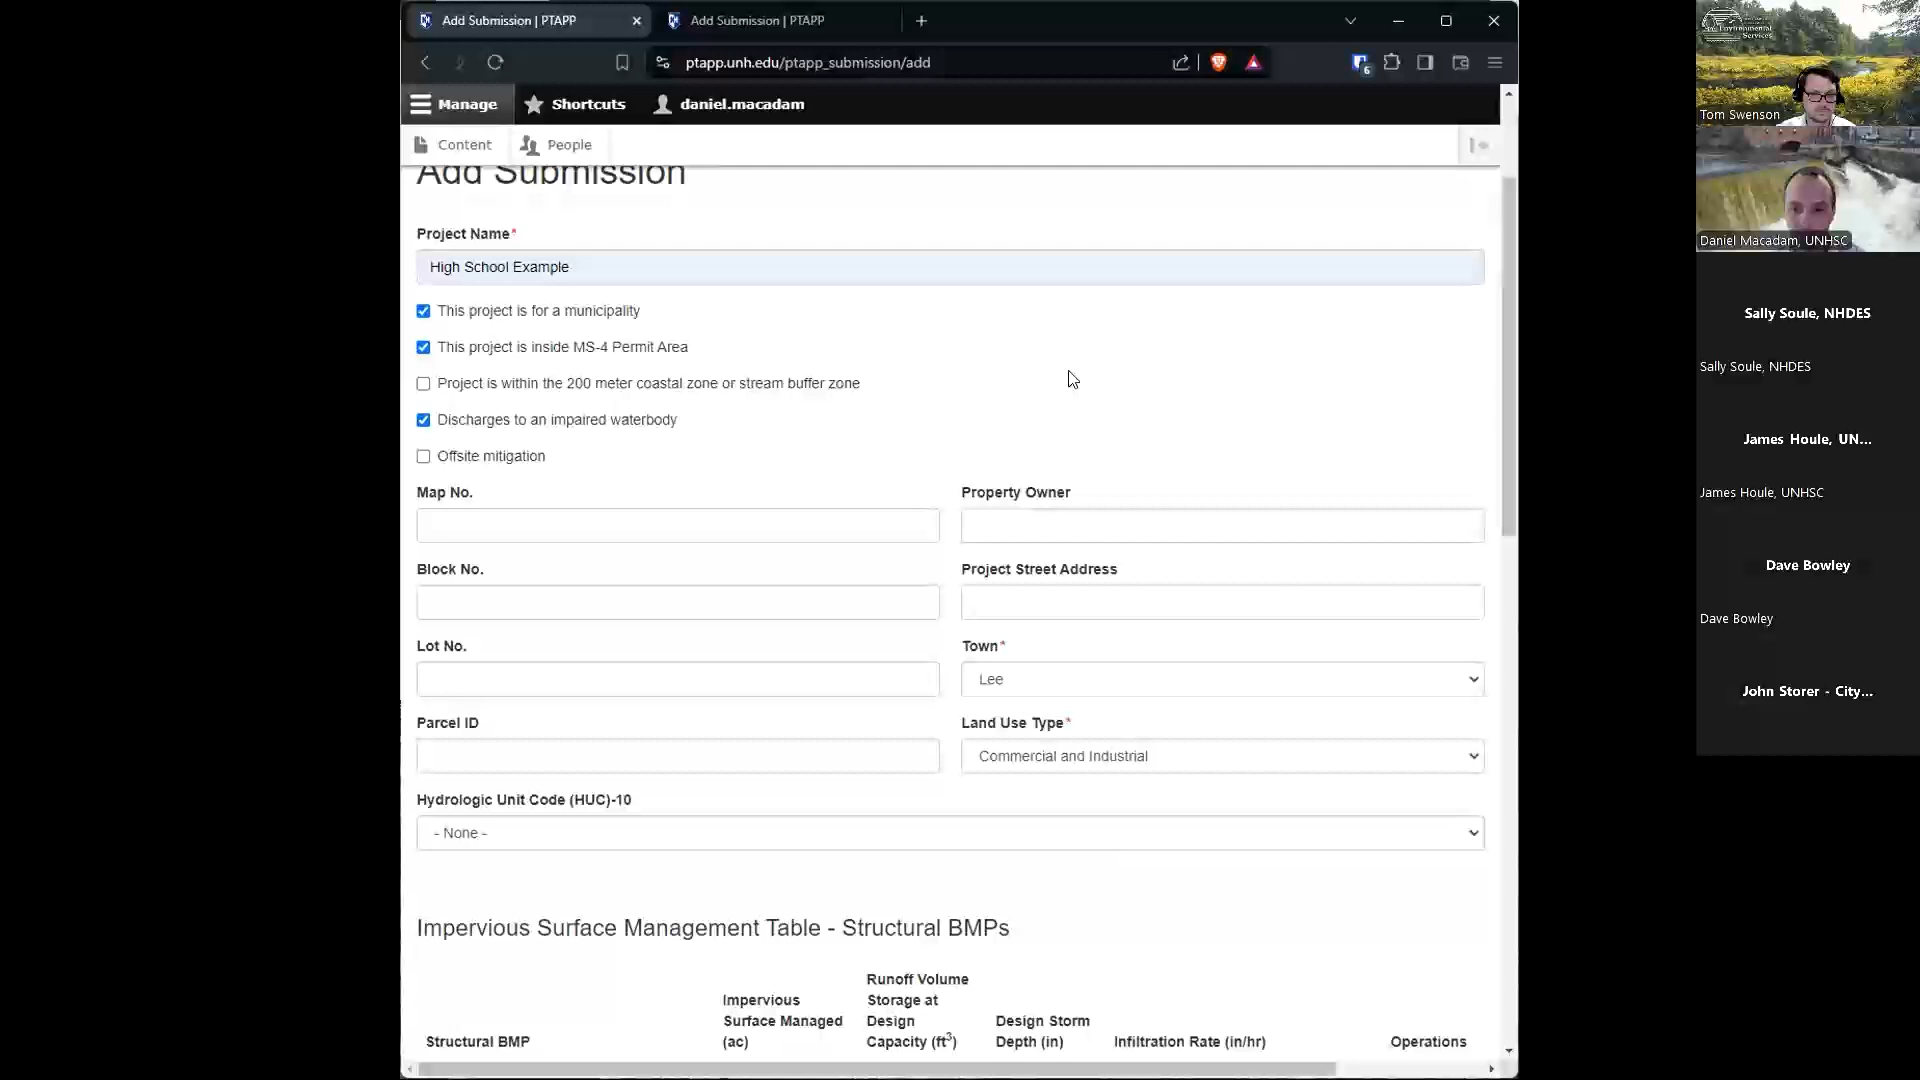 Add Submission | PTAPP
Add Submission | PTAPP
ptapp.unh.edu/ptapp_submission/add
6
Manage
Shortcuts
daniel.macadam
Content
People
Add Submission
Project Name*
High School Example
This project is for a municipality
This project is inside MS-4 Permit Area
Project is within the 200 meter coastal zone or stream buffer zone
Discharges to an impaired waterbody
Offsite mitigation
Map No.
Property Owner
Block No.
Project Street Address
Lot No.
Town*
Lee
Parcel ID
Land Use Type*
Commercial and Industrial
Hydrologic Unit Code (HUC)-10
- None -
Impervious Surface Management Table - Structural BMPs
Structural BMP
Impervious
Surface Managed
(ac)
Runoff Volume
Storage at
Design
Capacity (ft3)
Design Storm
Depth (in)
Infiltration Rate (in/hr)
Operations
Environmental
Services
Tom Swenson
Daniel Macadam, UNHSC
Sally Soule, NHDES
Sally Soule, NHDES
James Houle, UN...
James Houle, UNHSC
Dave Bowley
Dave Bowley
John Storer - City...